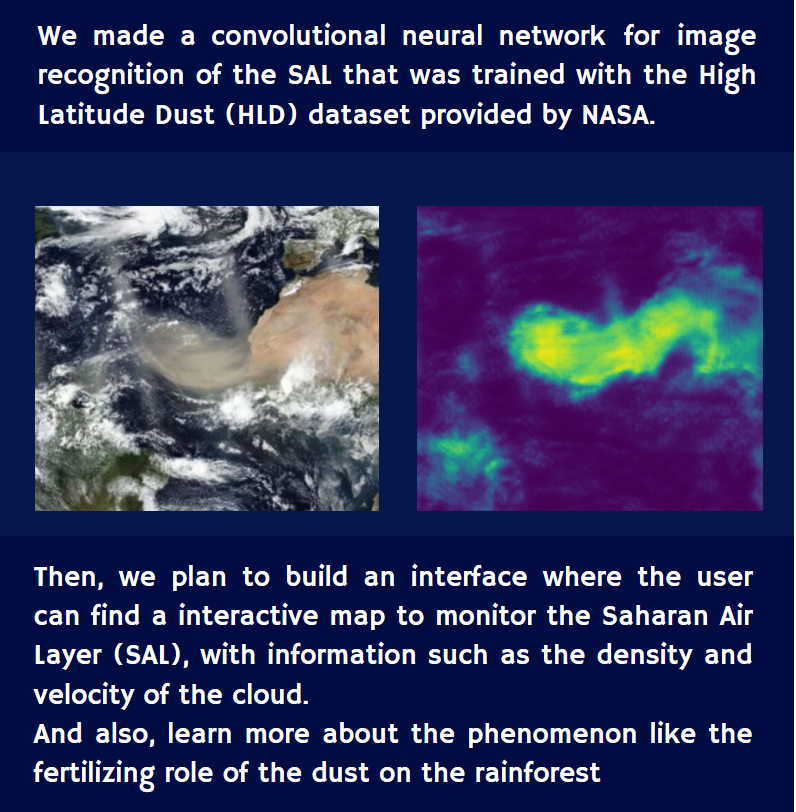 We made a convolutional neural network for image
recognition of the SAL that was trained with the High
Latitude Dust (HLD) dataset provided by NASA.
Then, we plan to build an interface where the user
can find a interactive map to monitor the Saharan Air
Layer (SAL), with information such as the density and
velocity of the cloud.
And also, learn more about the phenomenon like the
fertilizing role of the dust on the rainforest